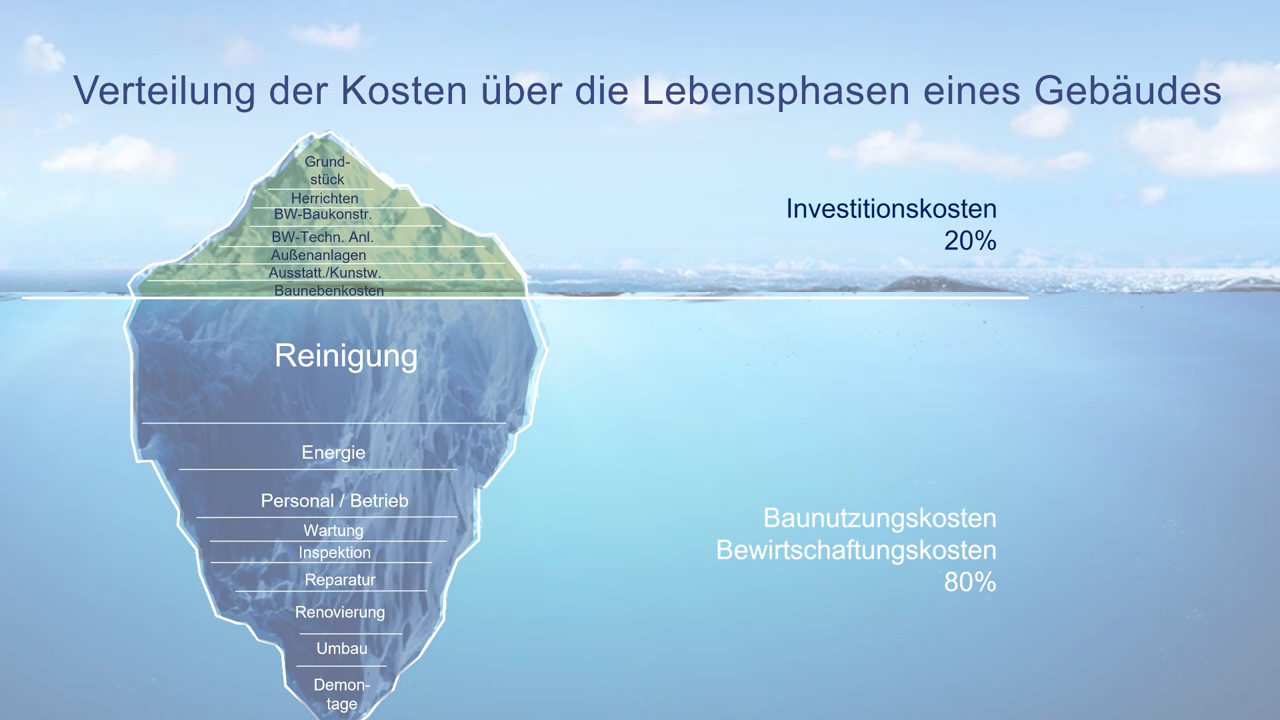 Verteilung der Kosten über die Lebensphasen eines Gebäudes
Grund-
stück
Herrichten
BW-Baukonstr.
BW-Techn. Anl.
Außenanlagen
Ausstatt./Kunstw.
Baunebenkosten
Investitionskosten
20%
Reinigung
Energie
Personal / Betrieb
Wartung
Inspektion
Reparatur
Renovierung
Umbau
Demon-
tage
Baunutzungskosten
Bewirtschaftungskosten
80%